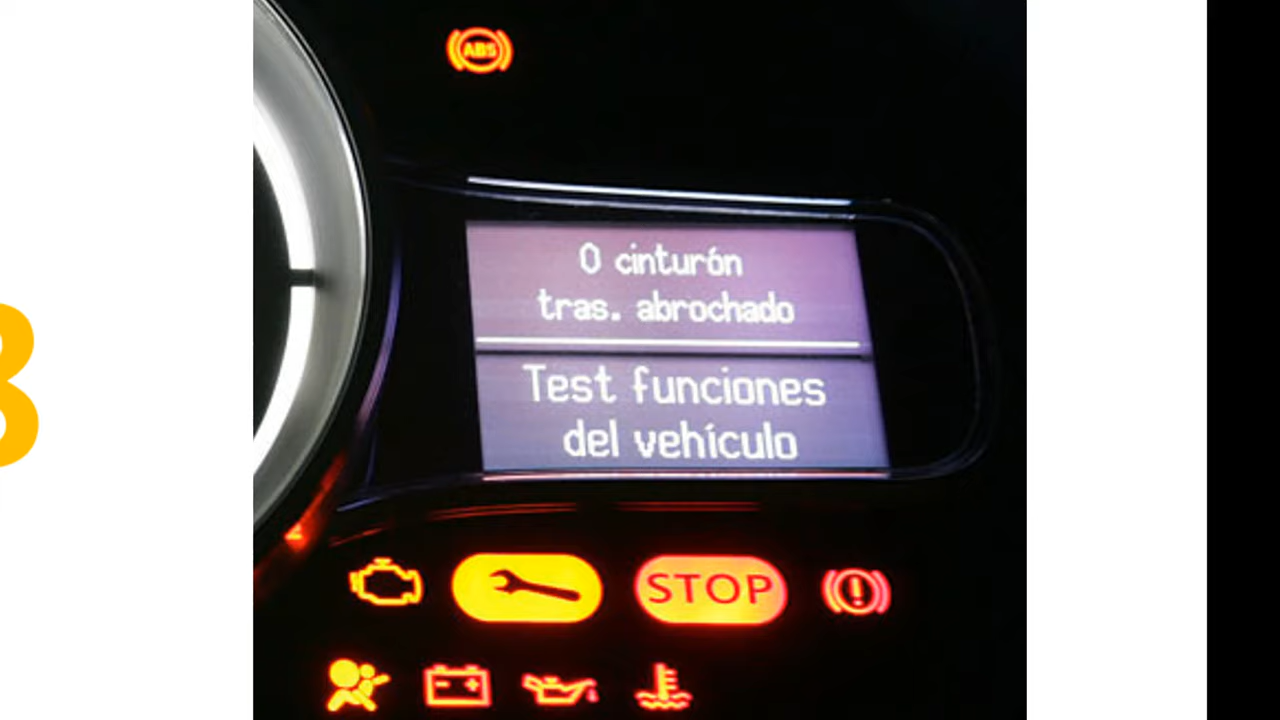 ABS
0 cinturón
tras. abrochado
Test funciones
del vehículo
STOP